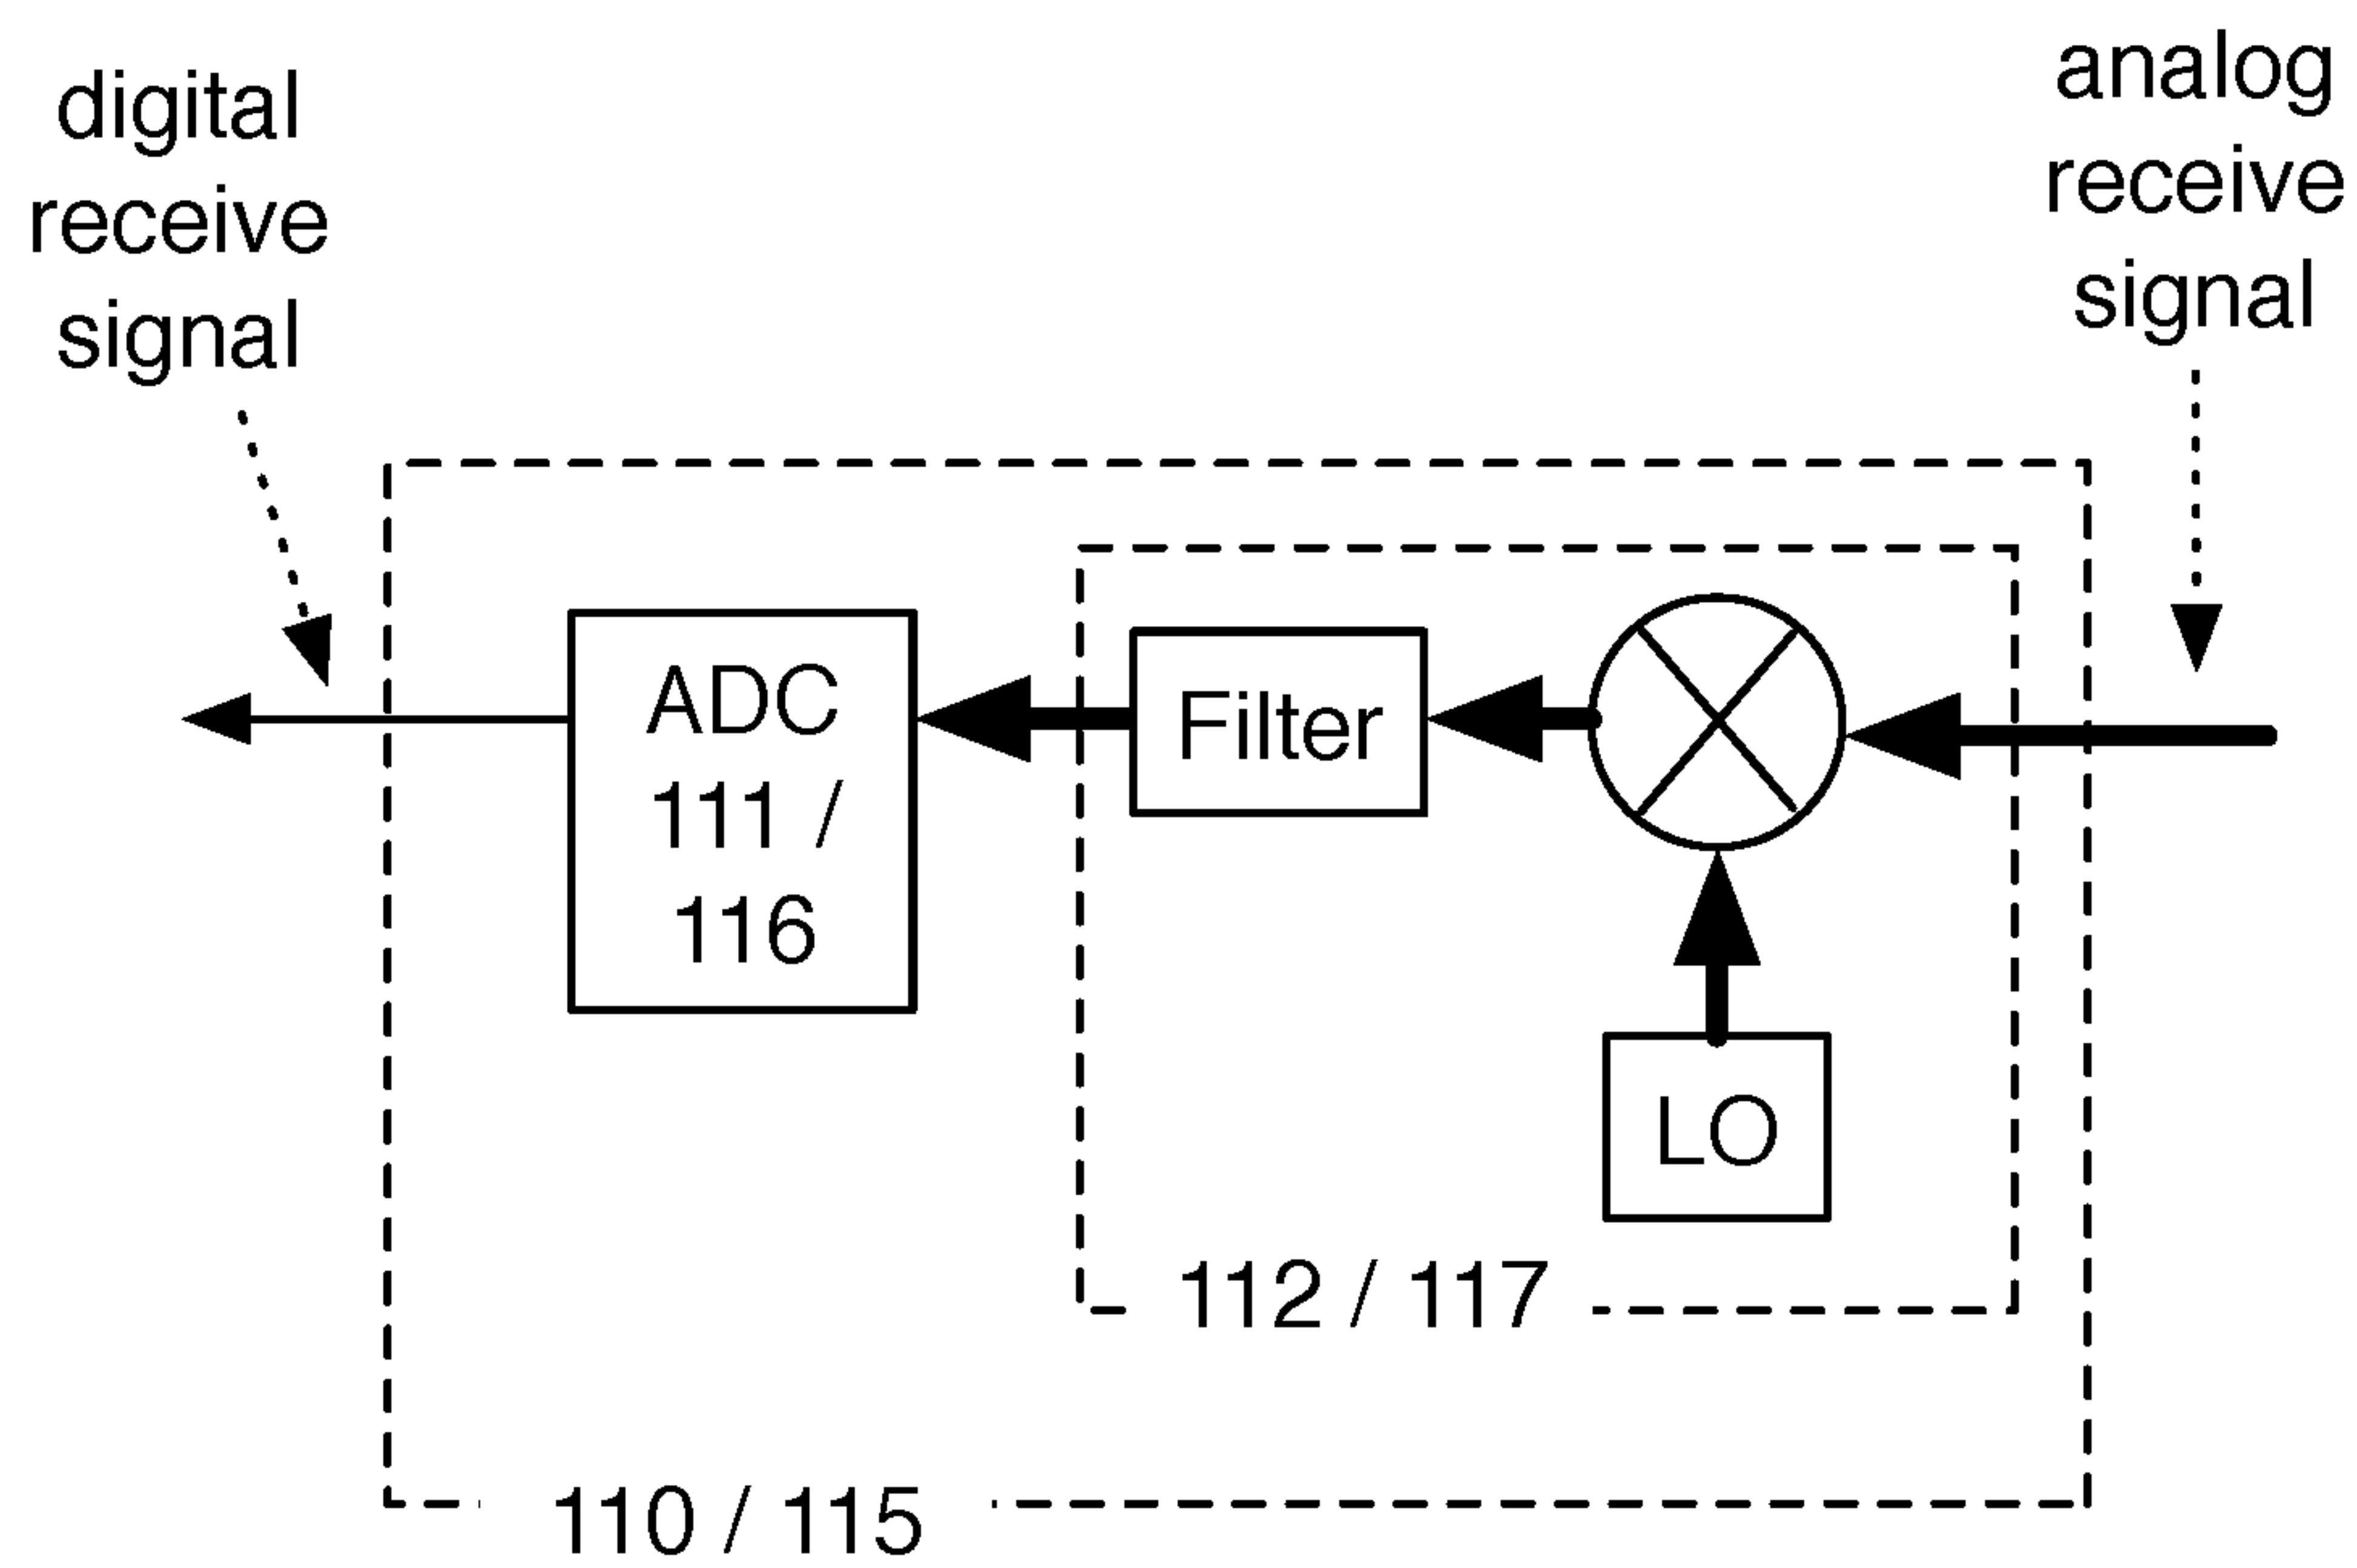 digital
receive
signal
analog
receive
signal
ADC
111 /
116
Filter
LO
112 / 117
110 / 115